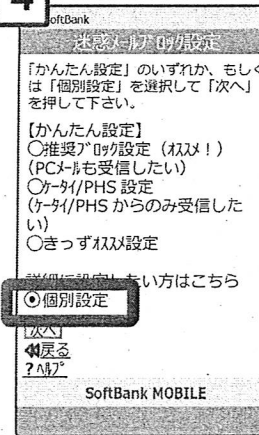 4
oftBank
迷惑メールブロック設定
「かんたん設定」のいずれか、もしく
は「個別設定」を選択して「次へ」
を押して下さい。
【かんたん設定】
○推奨ブロック設定（オススメ！）
(PCメールも受信したい)
○ケータイ/PHS 設定
(ケータイ/PHS からのみ受信した
い)
○きっずオススメ設定
詳細に設定したい方はこちら
◉個別設定
[次へ]
戻る
?ヘルプ
SoftBank MOBILE